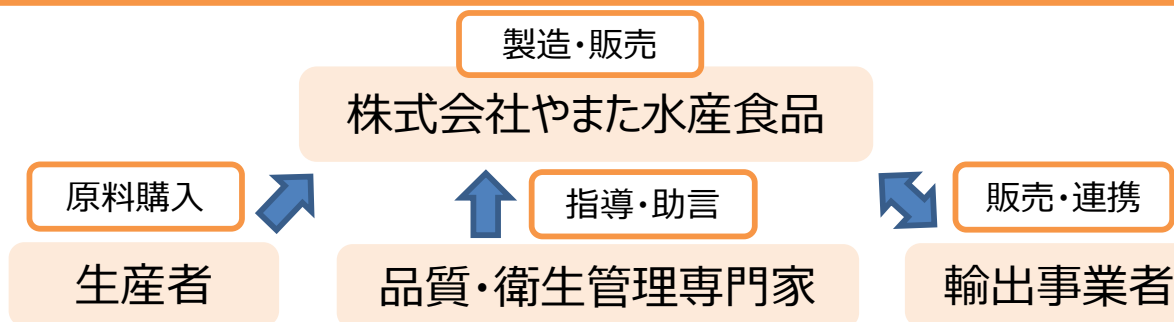 製造・販売
株式会社やまた水産食品
原料購入
指導・助言
販売・連携
生産者
品質・衛生管理専門家
輸出事業者